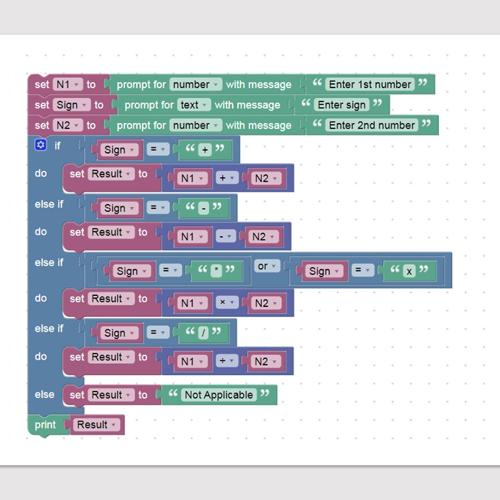 set N1 to prompt for number with message “ Enter 1st number ”
set Sign to prompt for text with message “ Enter sign ”
set N2 to prompt for number with message “ Enter 2nd number ”
if Sign = “ + ”
do set Result to N1 + N2
else if Sign = “ - ”
do set Result to N1 - N2
else if Sign = “ * ” or Sign = “ x ”
do set Result to N1 × N2
else if Sign = “ / ”
do set Result to N1 ÷ N2
else set Result to “ Not Applicable ”
print Result